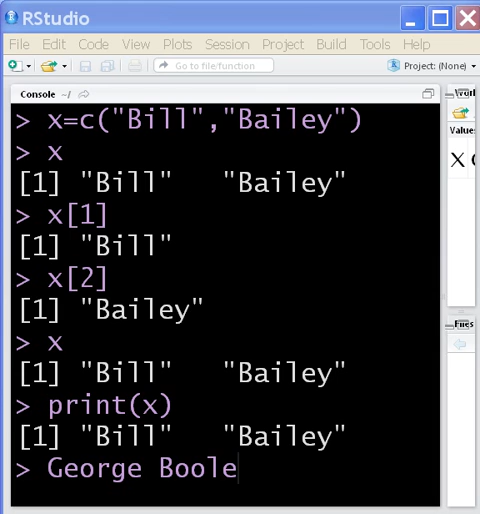 RStudio
File Edit Code View Plots Session Project Build Tools Help
Go to file/function Project: (None)
Console ~/
> x=c("Bill","Bailey")
> x
[1] "Bill"   "Bailey"
> x[1]
[1] "Bill"
> x[2]
[1] "Bailey"
> x
[1] "Bill"   "Bailey"
> print(x)
[1] "Bill"   "Bailey"
> George Boole
Values
x
Files